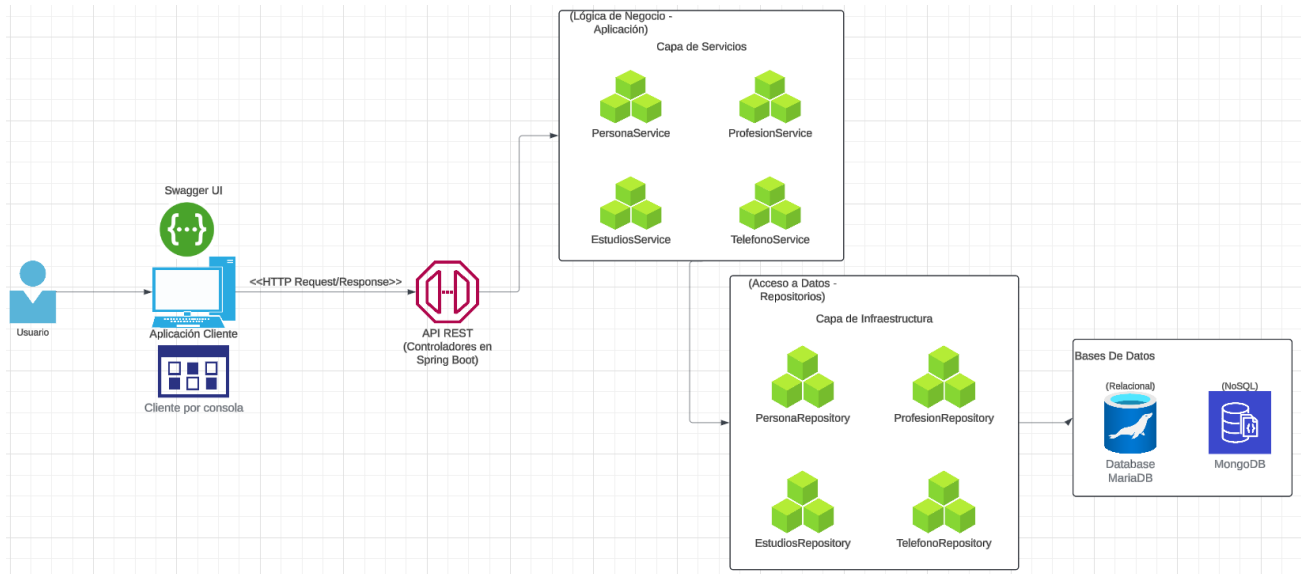 Usuario
Swagger UI
Aplicación Cliente
Cliente por consola
<<HTTP Request/Response>>
API REST
(Controladores en
Spring Boot)
(Lógica de Negocio -
Aplicación)
Capa de Servicios
PersonaService
ProfesionService
EstudiosService
TelefonoService
(Acceso a Datos -
Repositorios)
Capa de Infraestructura
PersonaRepository
ProfesionRepository
EstudiosRepository
TelefonoRepository
Bases De Datos
(Relacional)
(NoSQL)
Database
MariaDB
MongoDB